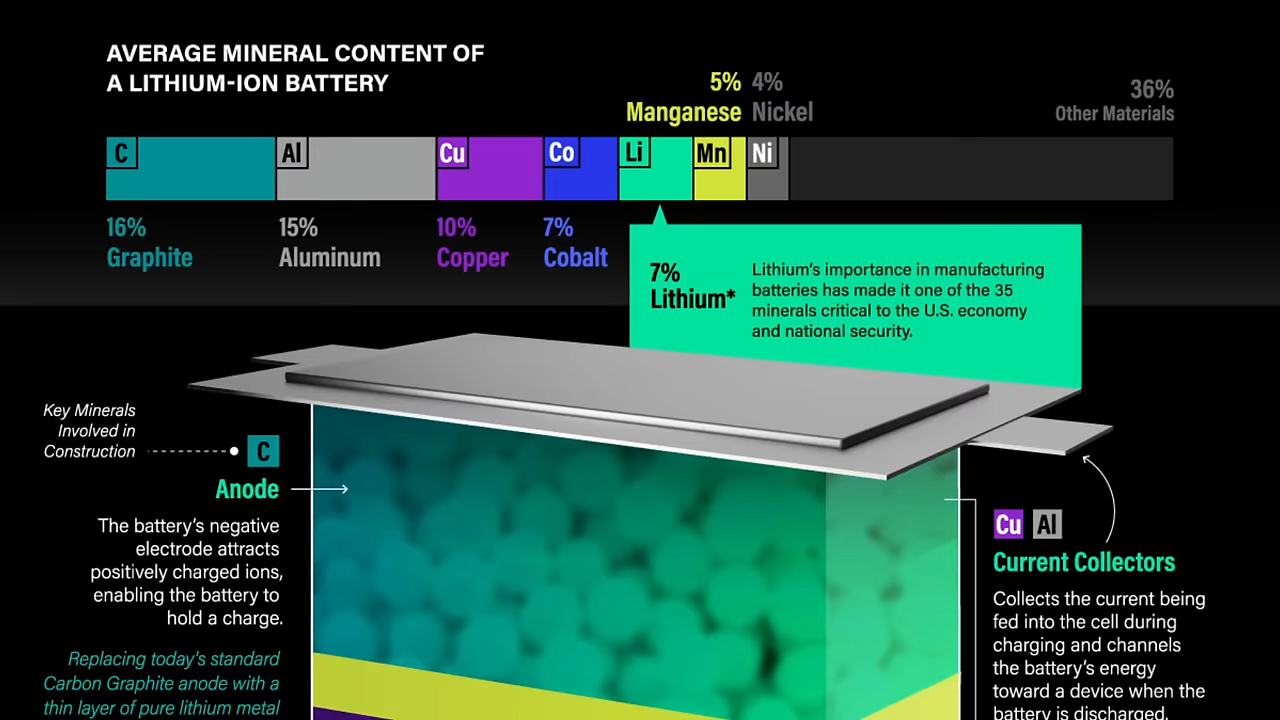 AVERAGE MINERAL CONTENT OF
A LITHIUM-ION BATTERY
5%
Manganese
4%
Nickel
36%
Other Materials
C
Al
Cu
Co
Li
Mn
Ni
16%
Graphite
15%
Aluminum
10%
Copper
7%
Cobalt
7%
Lithium*
Lithium's importance in manufacturing
batteries has made it one of the 35
minerals critical to the U.S. economy
and national security.
Key Minerals
Involved in
Construction
C
Anode
The battery's negative
electrode attracts
positively charged ions,
enabling the battery to
hold a charge.
Replacing today's standard
Carbon Graphite anode with a
thin layer of pure lithium metal
Cu Al
Current Collectors
Collects the current being
fed into the cell during
charging and channels
the battery's energy
toward a device when the
battery is discharged.